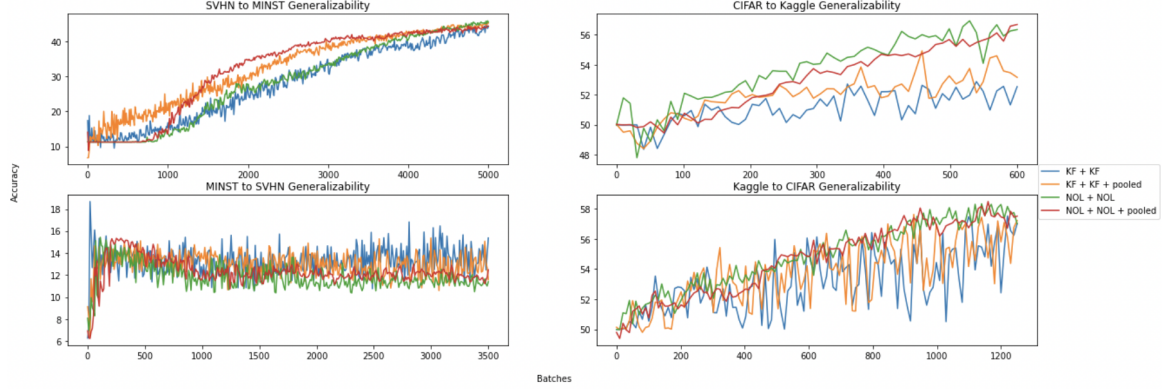 SVHN to MINST Generalizability
40
30
20
10
0 1000 2000 3000 4000 5000
CIFAR to Kaggle Generalizability
56
54
52
50
48
0 100 200 300 400 500 600
MINST to SVHN Generalizability
18
16
14
12
10
8
6
0 500 1000 1500 2000 2500 3000 3500
Kaggle to CIFAR Generalizability
58
56
54
52
50
0 200 400 600 800 1000 1200
KF + KF
KF + KF + pooled
NOL + NOL
NOL + NOL + pooled
Accuracy
Batches